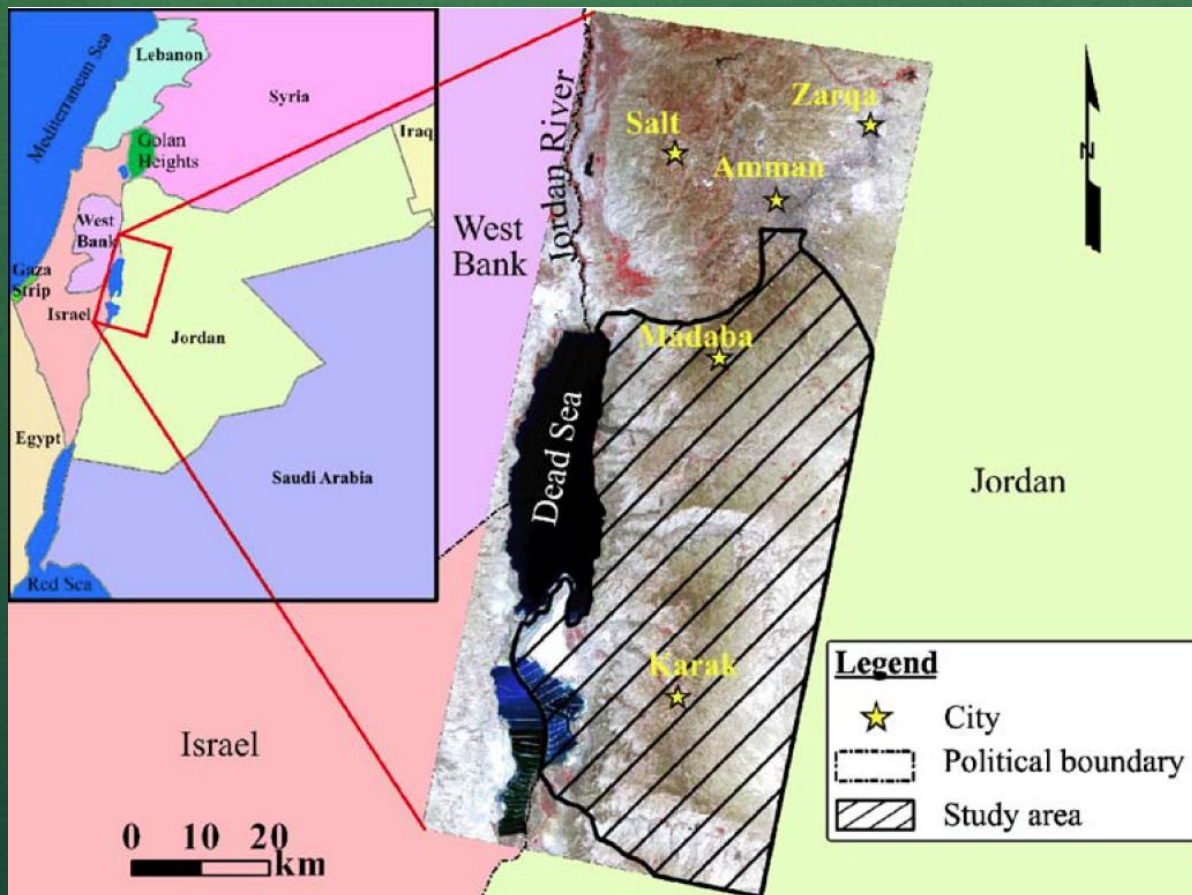 Mediterranean Sea
Lebanon
Syria
Iraq
Golan
Heights
West
Bank
Gaza
Strip
Israel
Jordan
Egypt
Saudi Arabia
Red Sea
Jordan River
West
Bank
Salt
Zarqa
Amman
Madaba
Dead Sea
Karak
Jordan
Israel
N
0 10 20
km
Legend
City
Political boundary
Study area